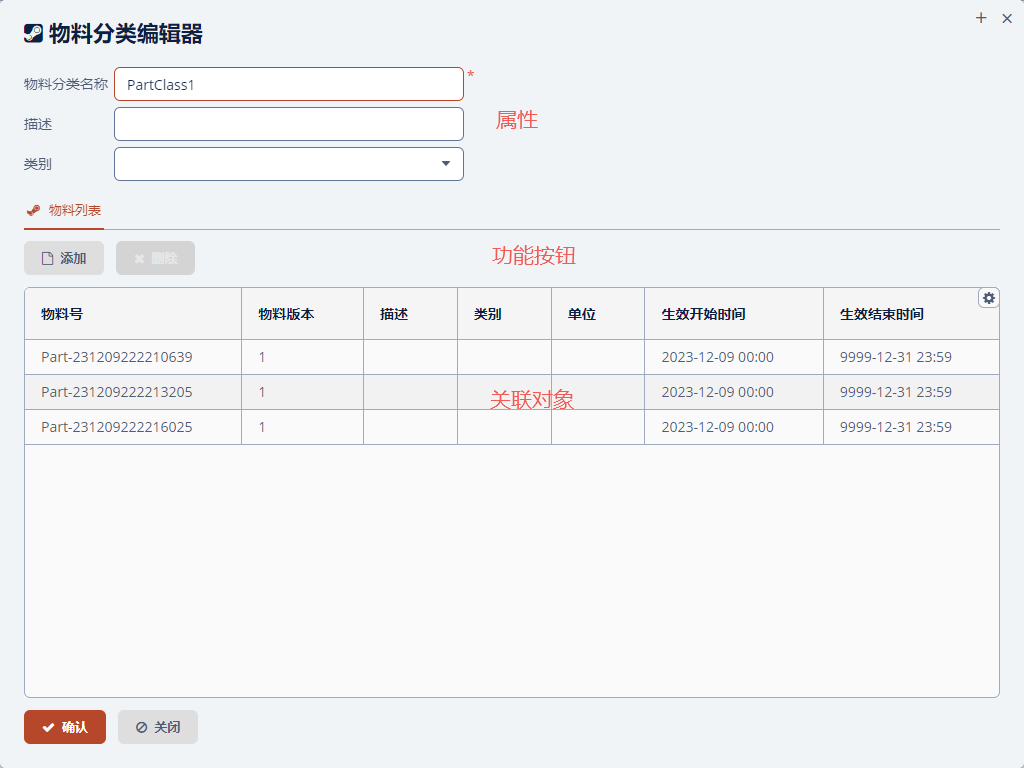 物料分类编辑器
物料分类名称 PartClass1 *
描述
属性
类别
物料列表
添加 删除 功能按钮
物料号 物料版本 描述 类别 单位 生效开始时间 生效结束时间
Part-231209222210639 1 2023-12-09 00:00 9999-12-31 23:59
Part-231209222213205 1 2023-12-09 00:00 9999-12-31 23:59
关联对象
Part-231209222216025 1 2023-12-09 00:00 9999-12-31 23:59
确认 关闭